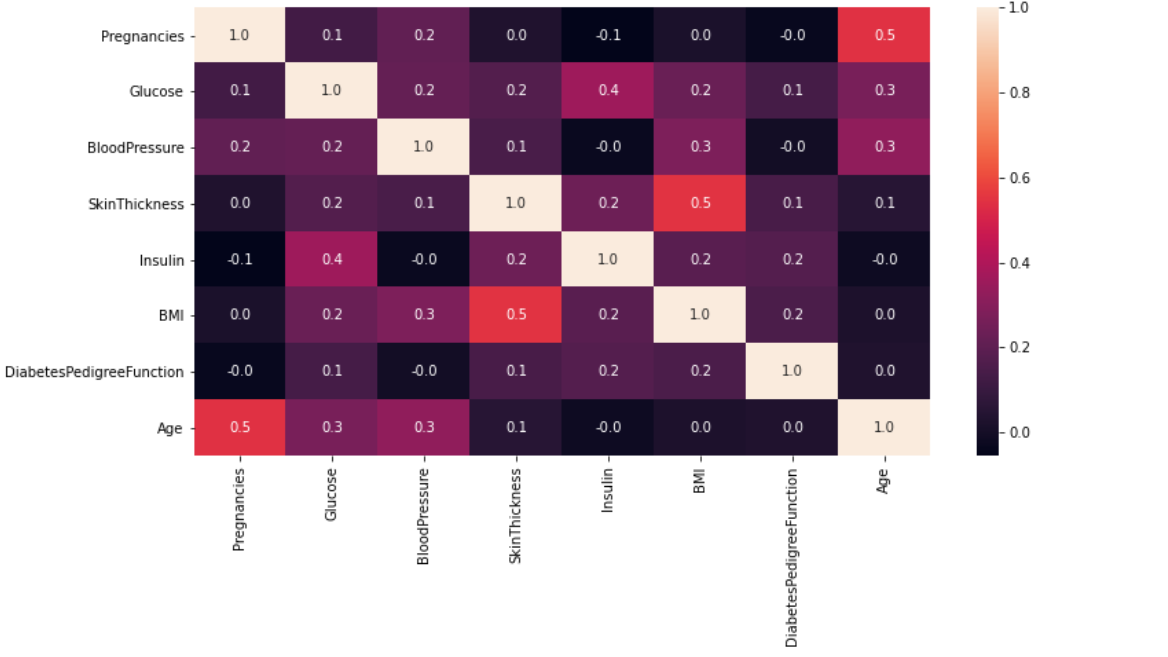 1.0
Pregnancies 1.0 0.1 0.2 0.0 -0.1 0.0 -0.0 0.5
Glucose 0.1 1.0 0.2 0.2 0.4 0.2 0.1 0.3
0.8
BloodPressure 0.2 0.2 1.0 0.1 -0.0 0.3 -0.0 0.3
0.6
SkinThickness 0.0 0.2 0.1 1.0 0.2 0.5 0.1 0.1
Insulin -0.1 0.4 -0.0 0.2 1.0 0.2 0.2 -0.0
0.4
BMI 0.0 0.2 0.3 0.5 0.2 1.0 0.2 0.0
0.2
DiabetesPedigreeFunction -0.0 0.1 -0.0 0.1 0.2 0.2 1.0 0.0
Age 0.5 0.3 0.3 0.1 -0.0 0.0 0.0 1.0
0.0
Pregnancies
Glucose
BloodPressure
SkinThickness
Insulin
BMI
DiabetesPedigreeFunction
Age